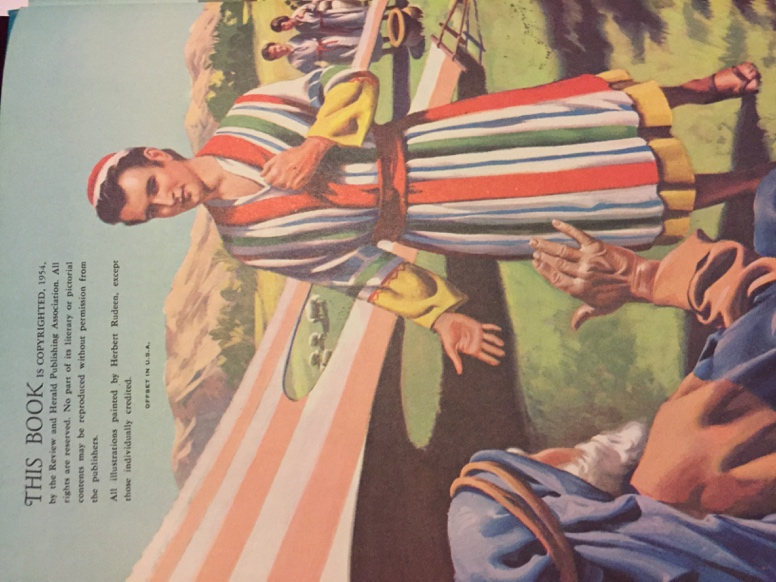 THIS BOOK IS COPYRIGHTED, 1954,
by the Review and Herald Publishing Association. All
rights are reserved. No part of its literary or pictorial
contents may be reproduced without permission from
the publishers.
All illustrations painted by Herbert Rudeen, except
those individually credited.
OFFSET IN U.S.A.